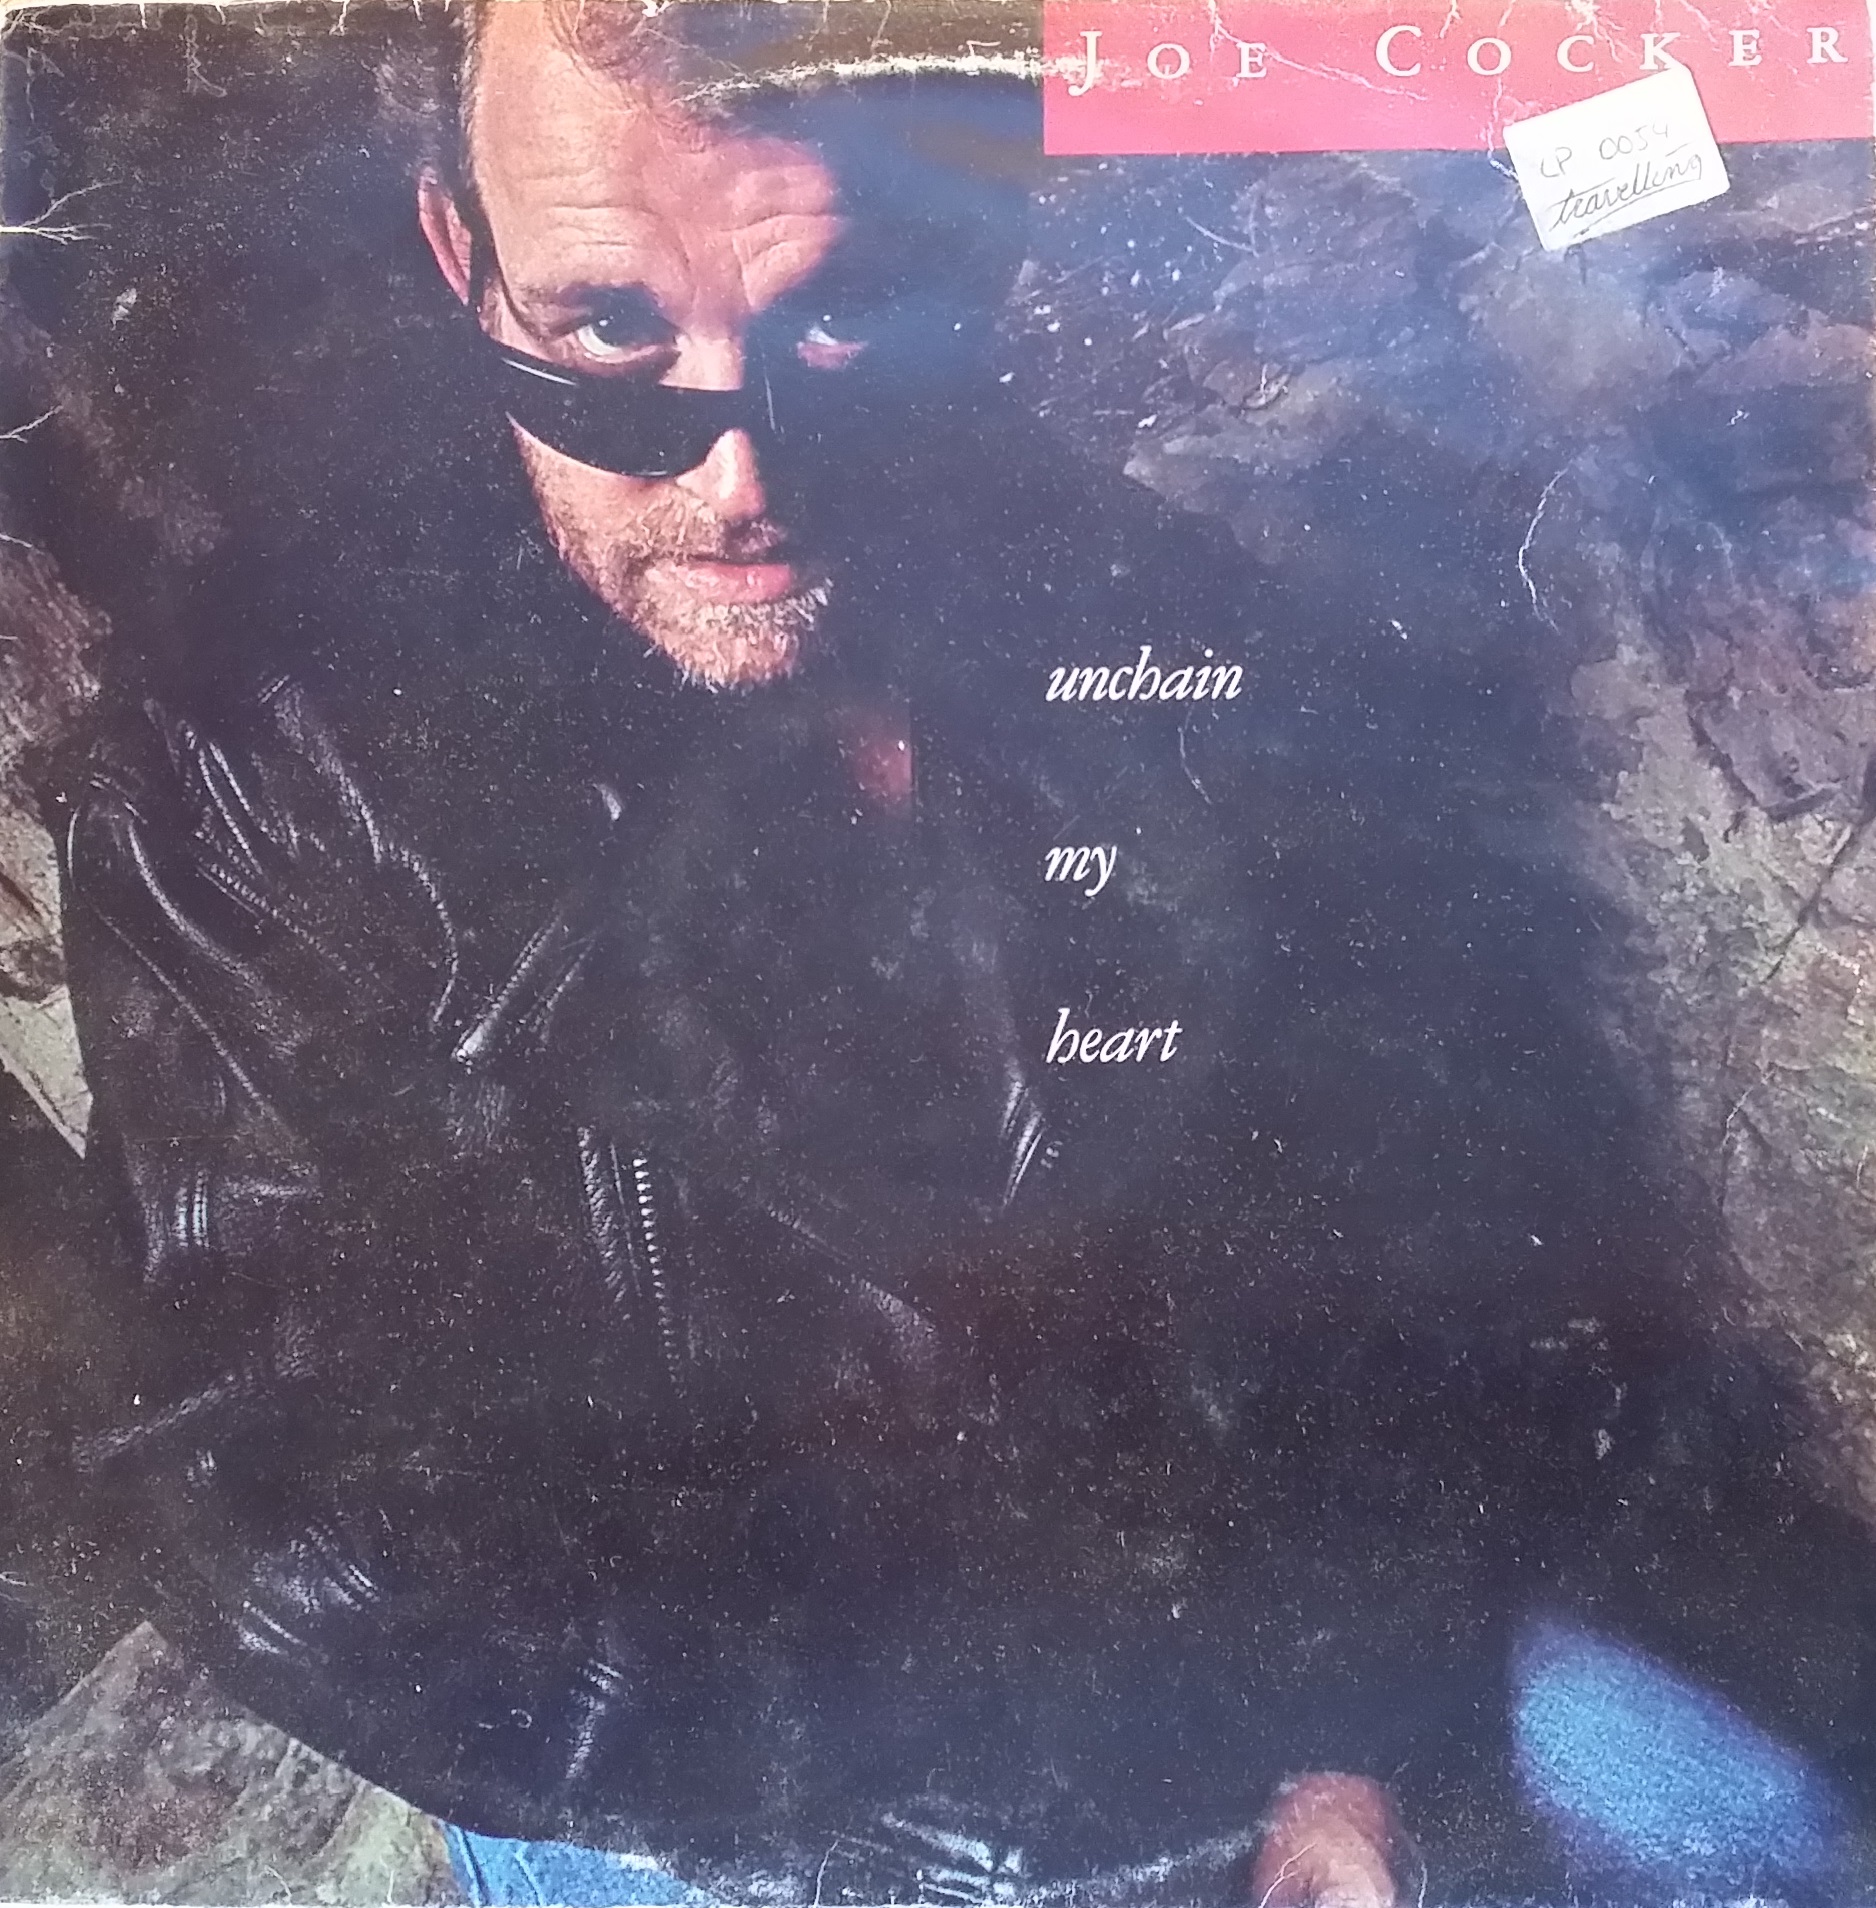 JOE COCKER
LP 0054
travelling
unchain
my
heart